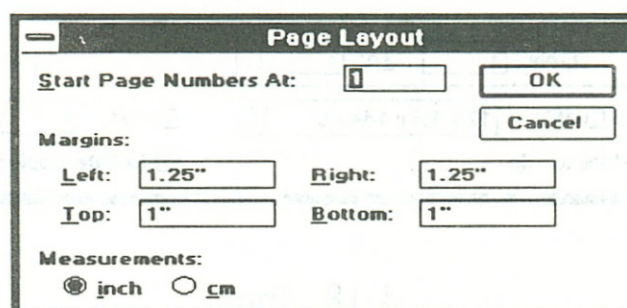 Page Layout
Start Page Numbers At: 1 OK
Cancel
Margins:
Left: 1.25" Right: 1.25"
Top: 1" Bottom: 1"
Measurements:
inch cm